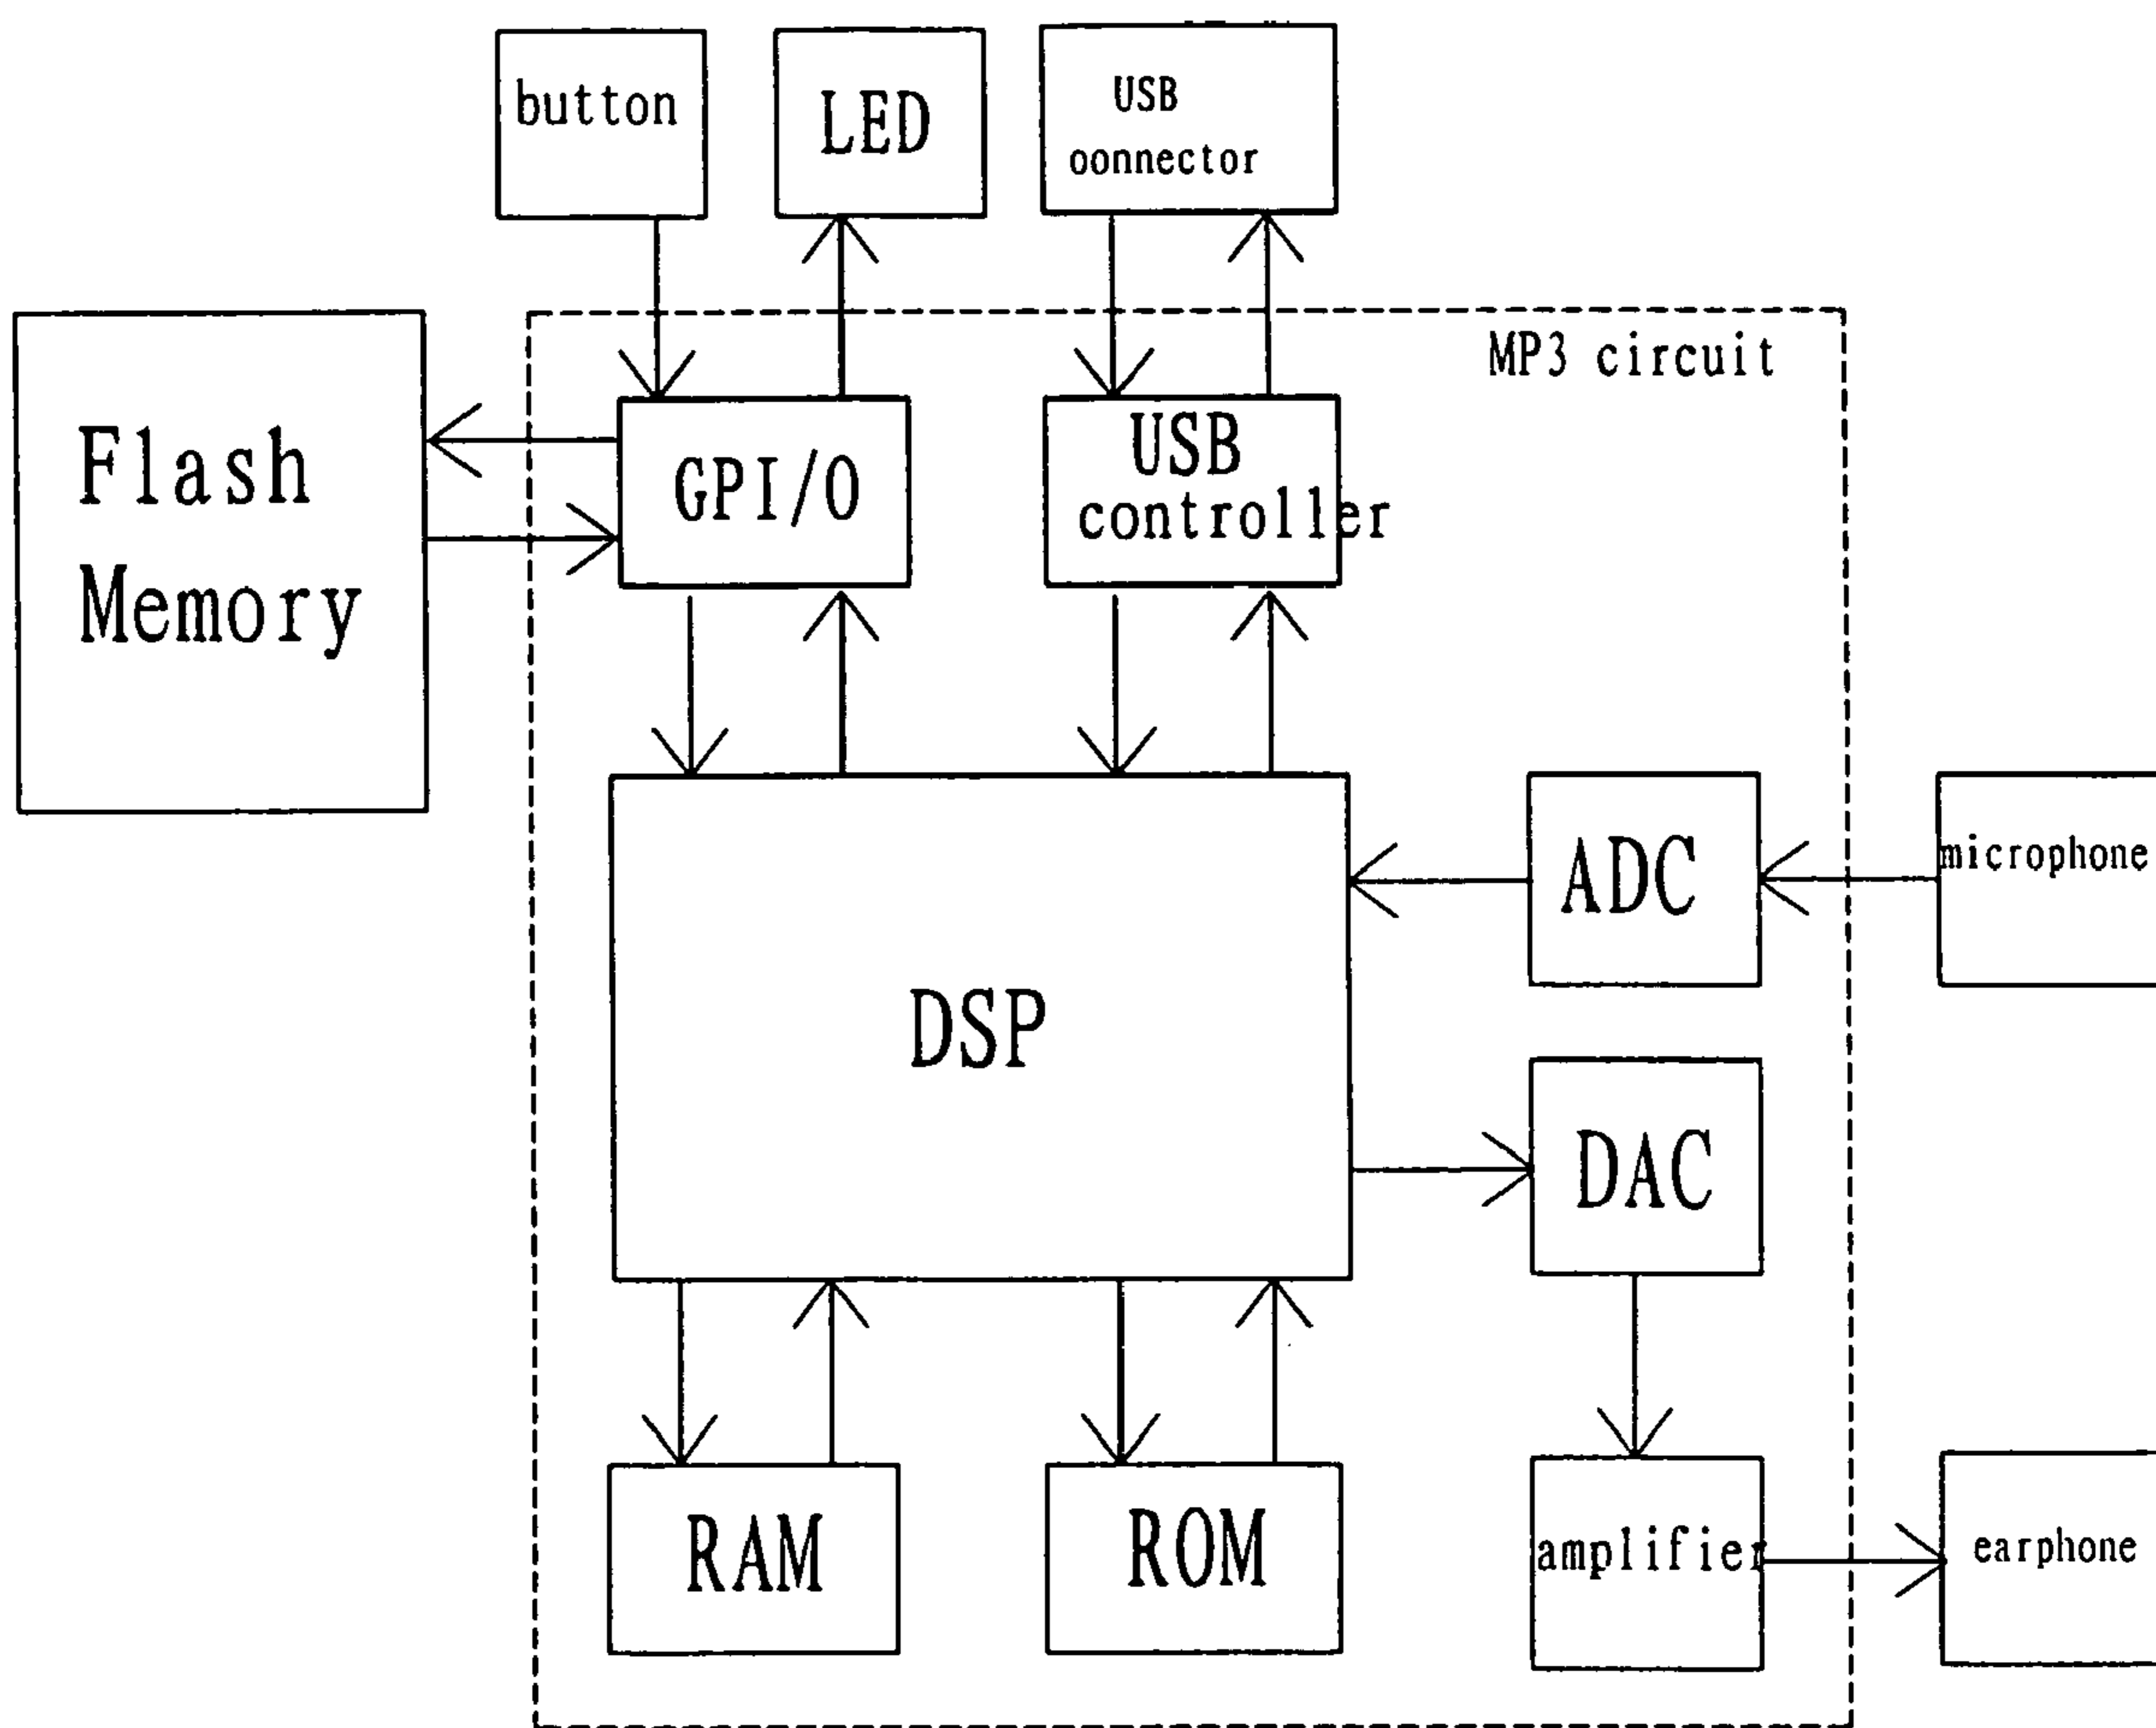 button
LED
USB
oonnector
MP3 circuit
Flash
Memory
GPI/O
USB
controller
ADC
microphone
DSP
DAC
RAM
ROM
amplifier
earphone